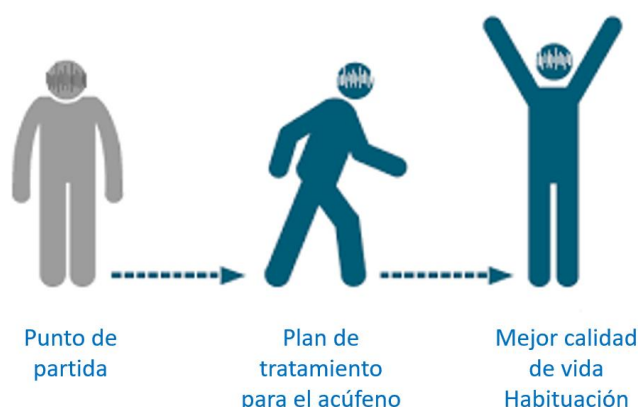 Punto de
partida
Plan de
tratamiento
para el acúfeno
Mejor calidad
de vida
Habituación